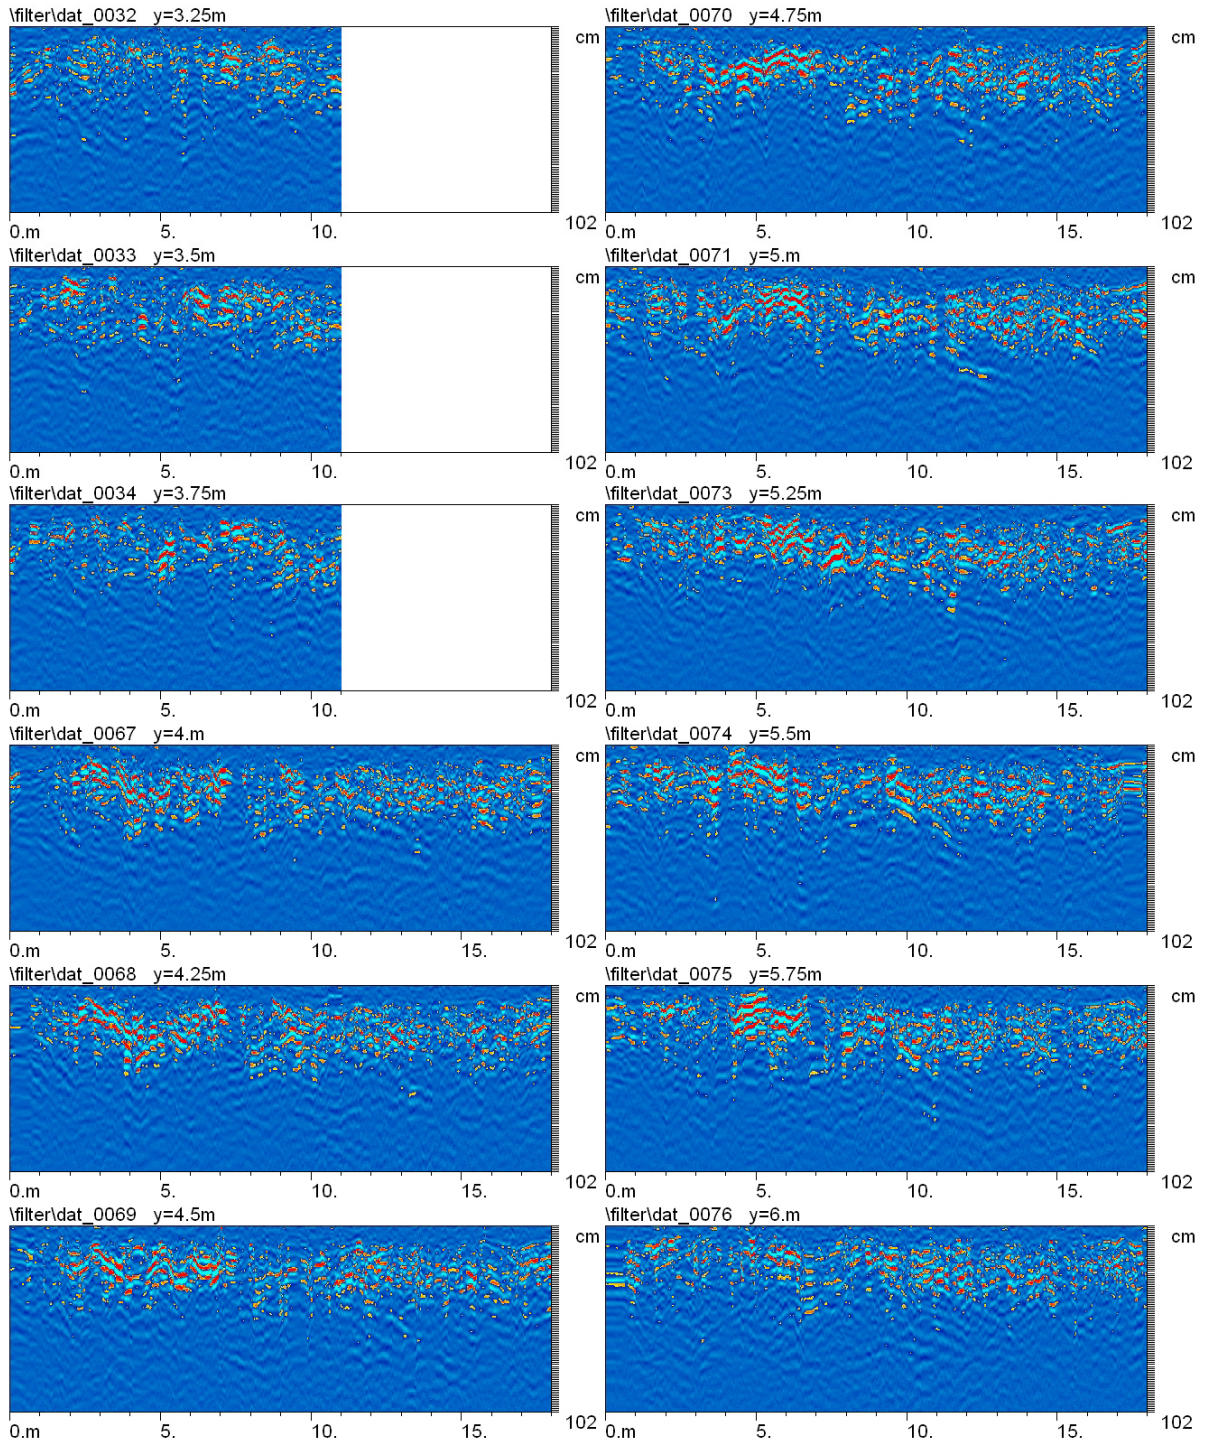 \filter\dat_0032 y=3.25m
cm
102
0.m 5. 10.
\filter\dat_0033 y=3.5m
cm
102
0.m 5. 10.
\filter\dat_0034 y=3.75m
cm
102
0.m 5. 10.
\filter\dat_0067 y=4.m
cm
102
0.m 5. 10. 15.
\filter\dat_0068 y=4.25m
cm
102
0.m 5. 10. 15.
\filter\dat_0069 y=4.5m
cm
102
0.m 5. 10. 15.
\filter\dat_0070 y=4.75m
cm
102
0.m 5. 10. 15.
\filter\dat_0071 y=5.m
cm
102
0.m 5. 10. 15.
\filter\dat_0073 y=5.25m
cm
102
0.m 5. 10. 15.
\filter\dat_0074 y=5.5m
cm
102
0.m 5. 10. 15.
\filter\dat_0075 y=5.75m
cm
102
0.m 5. 10. 15.
\filter\dat_0076 y=6.m
cm
102
0.m 5. 10. 15.